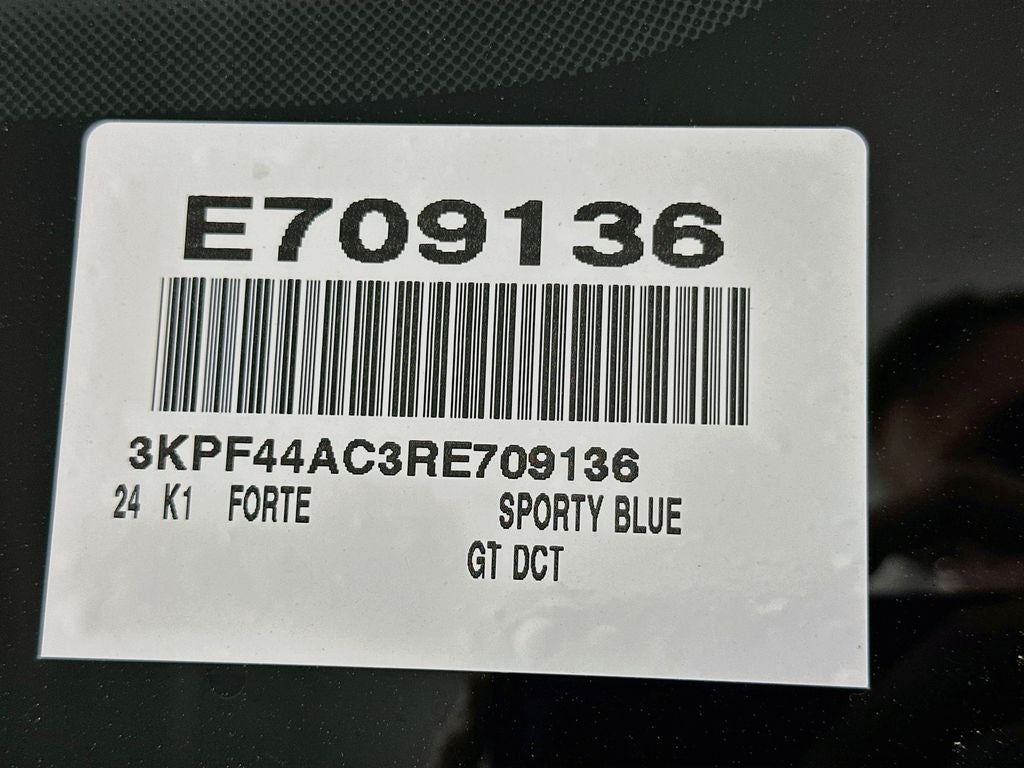 E709136
3KPF44AC3RE709136
24 K1 FORTE SPORTY BLUE
GT DCT